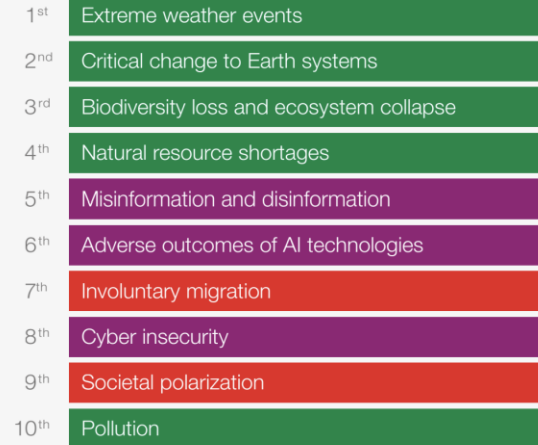 1st Extreme weather events
2nd Critical change to Earth systems
3rd Biodiversity loss and ecosystem collapse
4th Natural resource shortages
5th Misinformation and disinformation
6th Adverse outcomes of AI technologies
7th Involuntary migration
8th Cyber insecurity
9th Societal polarization
10th Pollution